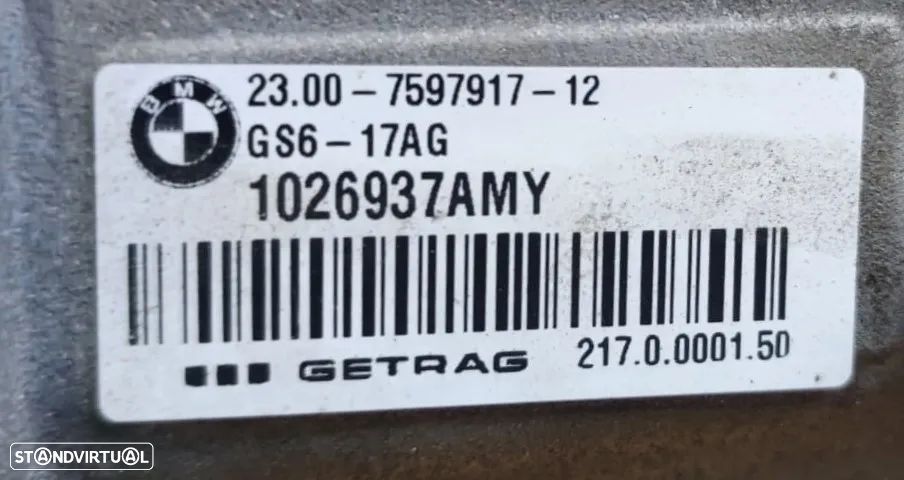 BMW
23.00-7597917-12
GS6-17AG
1026937AMY
GETRAG 217.0.0001.50
STANDVIRTUAL